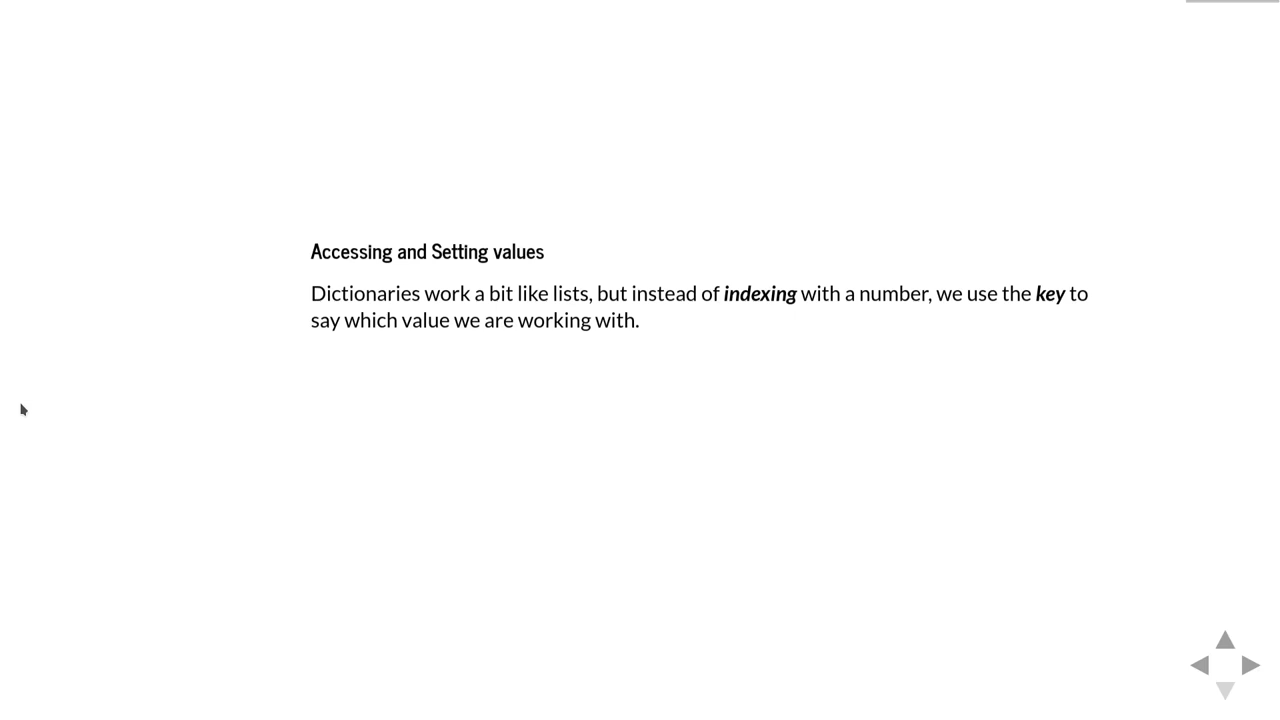 Accessing and Setting values
Dictionaries work a bit like lists, but instead of indexing with a number, we use the key to
say which value we are working with.